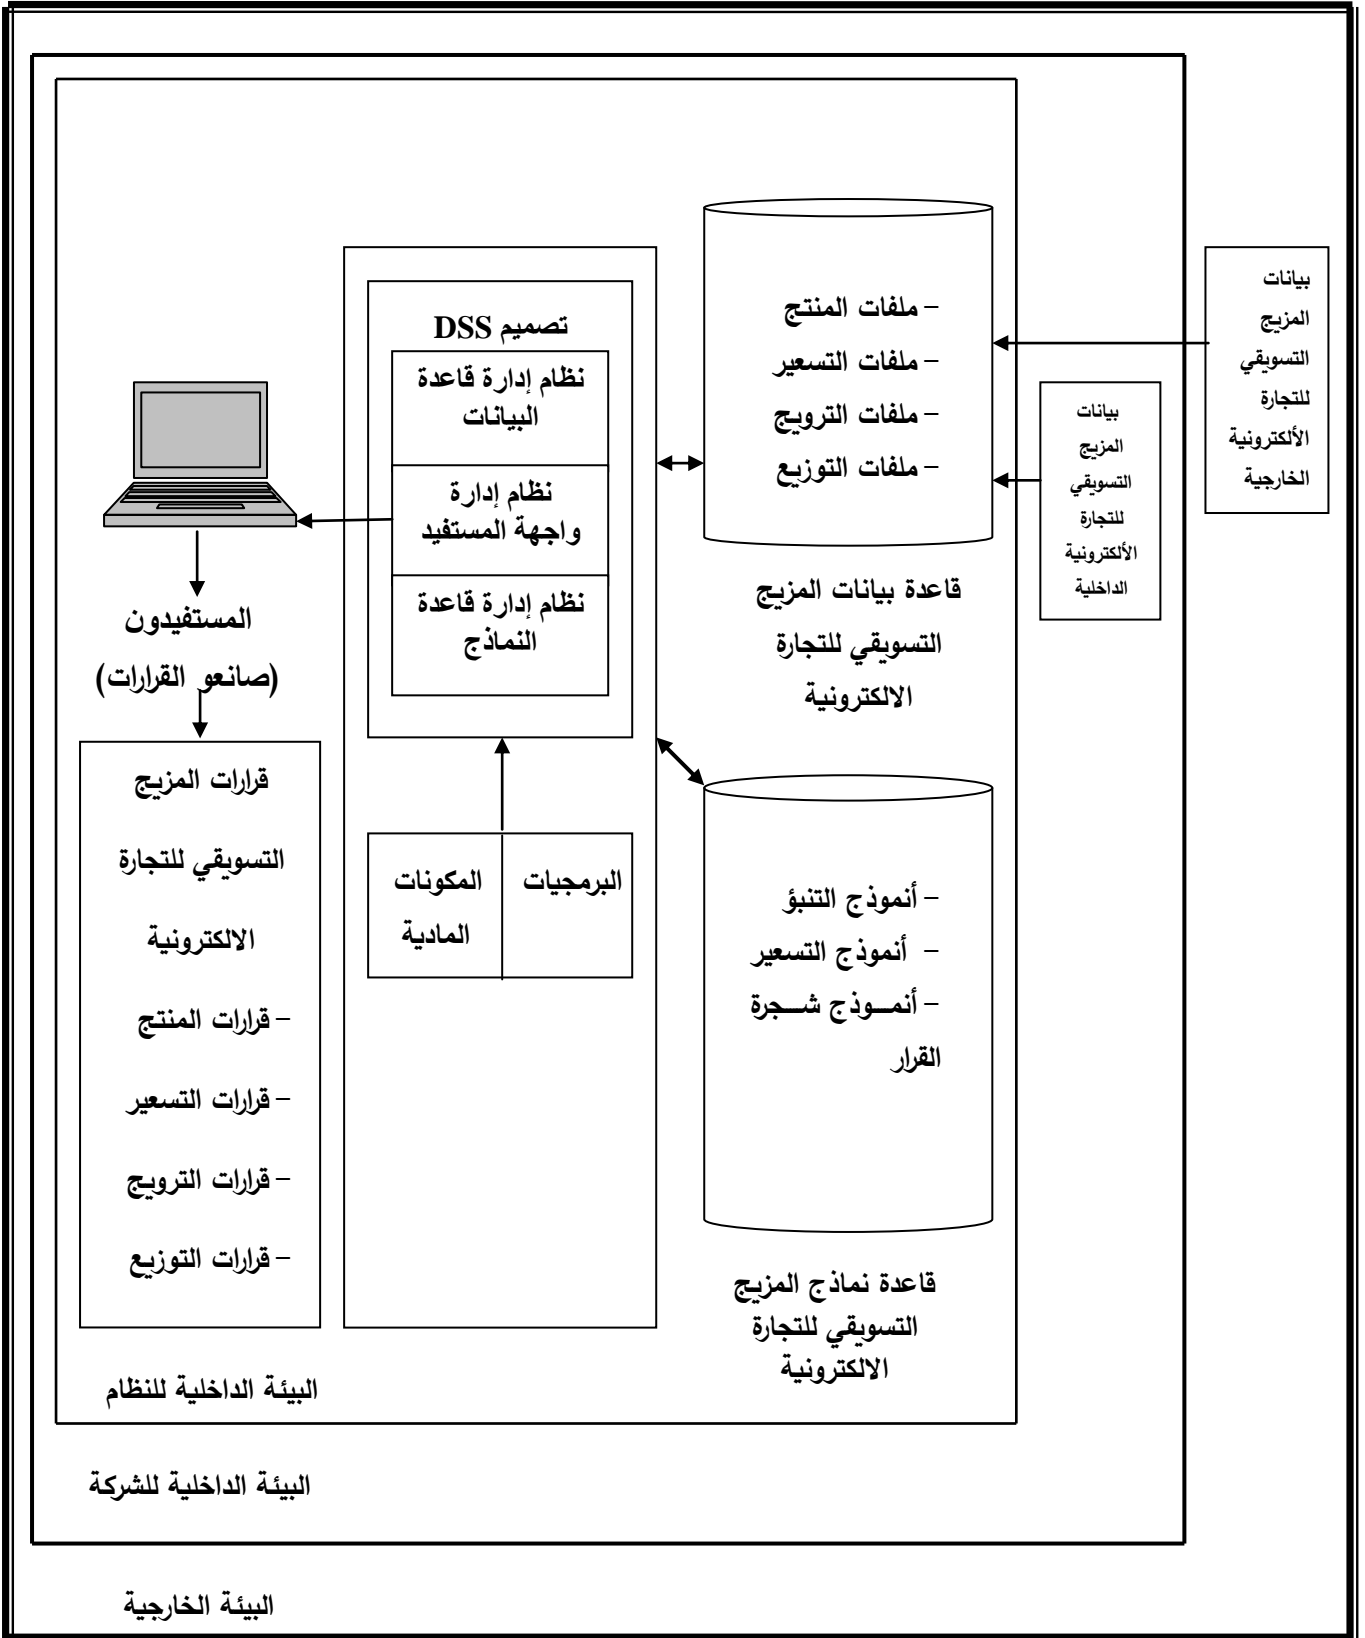 بيانات
المزيج
التسويقي
للتجارة
الألكترونية
الخارجية
بيانات
المزيج
التسويقي
للتجارة
الألكترونية
الداخلية
- ملفات المنتج
- ملفات التسعير
- ملفات الترويج
- ملفات التوزيع
قاعدة بيانات المزيج
التسويقي للتجارة
الالكترونية
- أنموذج التنبؤ
- أنموذج التسعير
- أنمــوذج شــجرة
القرار
قاعدة نماذج المزيج
التسويقي للتجارة
الالكترونية
تصميم DSS
نظام إدارة قاعدة
البيانات
نظام إدارة
واجهة المستفيد
نظام إدارة قاعدة
النماذج
البرمجيات
المكونات
المادية
المستفيدون
(صانعو القرارات)
قرارات المزيج
التسويقي للتجارة
الالكترونية
- قرارات المنتج
- قرارات التسعير
- قرارات الترويج
- قرارات التوزيع
البيئة الداخلية للنظام
البيئة الداخلية للشركة
البيئة الخارجية